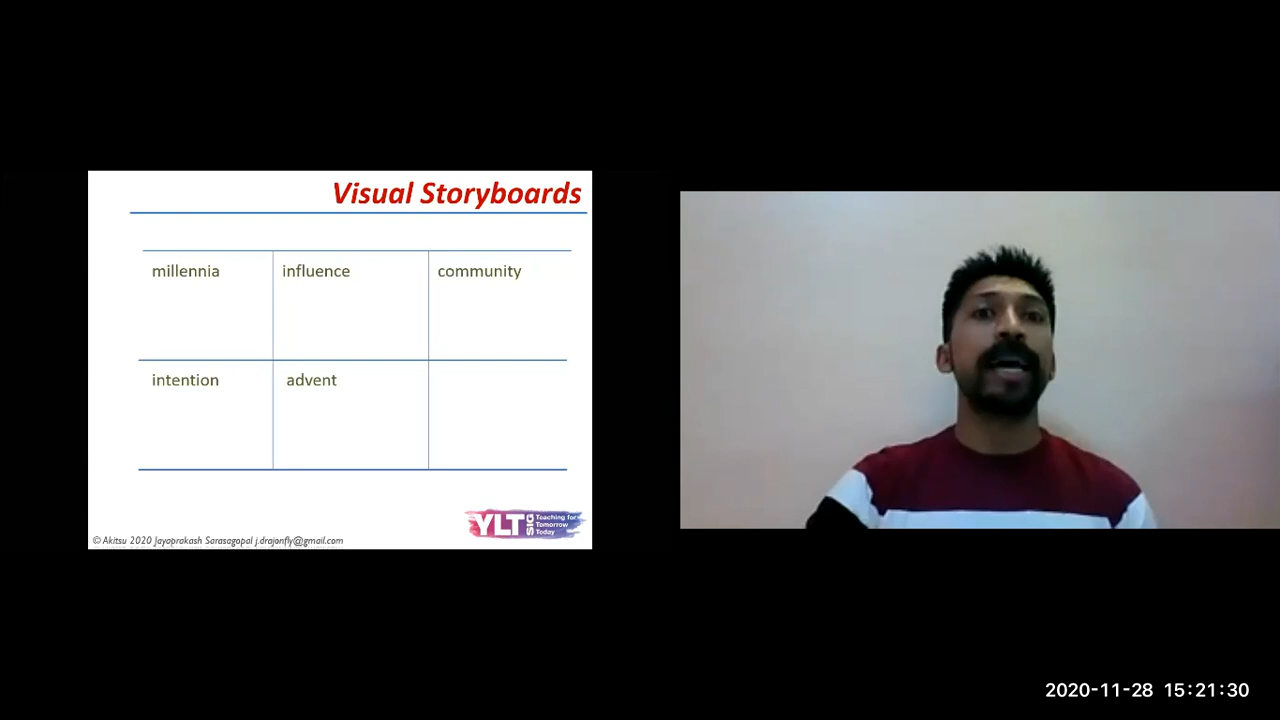 Visual Storyboards
millennia influence community
intention advent
YLT SIG Teaching for
Tomorrow
Today
© Akitsu 2020 Jayaprakash Sarasagopal j.drajonfly@gmail.com
2020-11-28 15:21:30